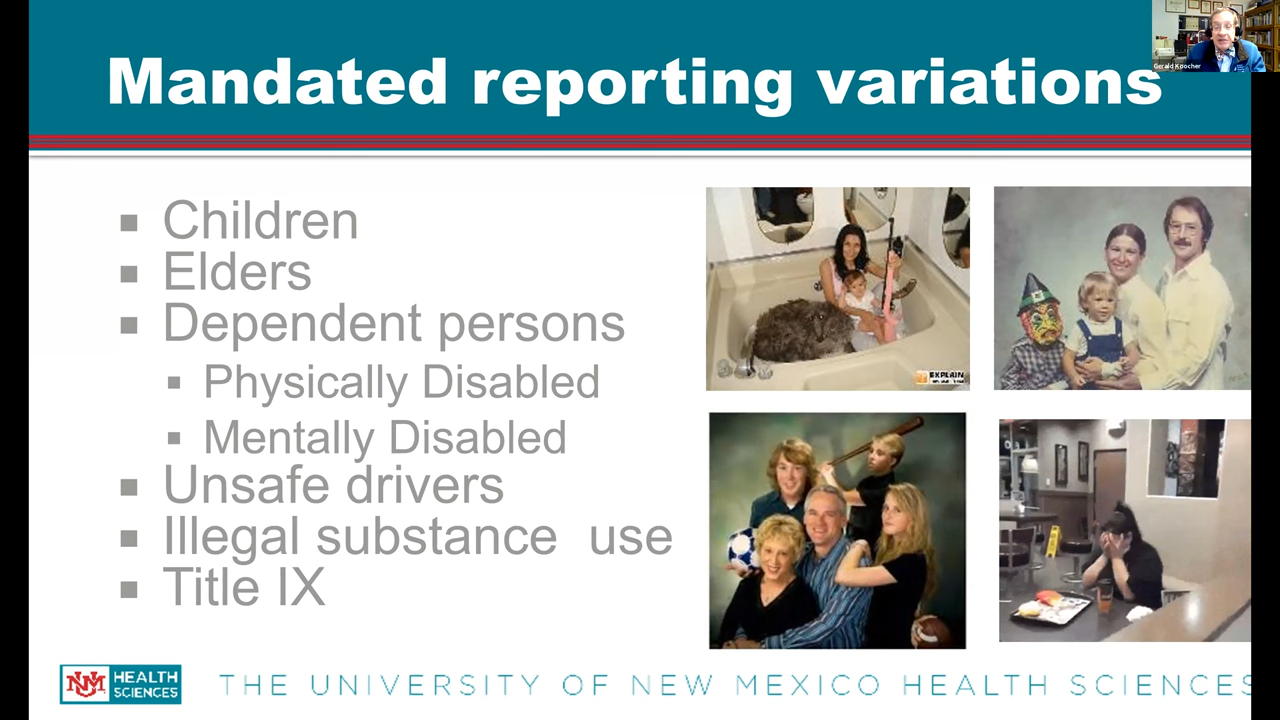 Mandated reporting variations
Gerald Koocher
Children
Elders
Dependent persons
Physically Disabled
Mentally Disabled
Unsafe drivers
Illegal substance  use
Title IX
EXPLAIN
HEALTH
SCIENCES
THE UNIVERSITY OF NEW MEXICO HEALTH SCIENCES